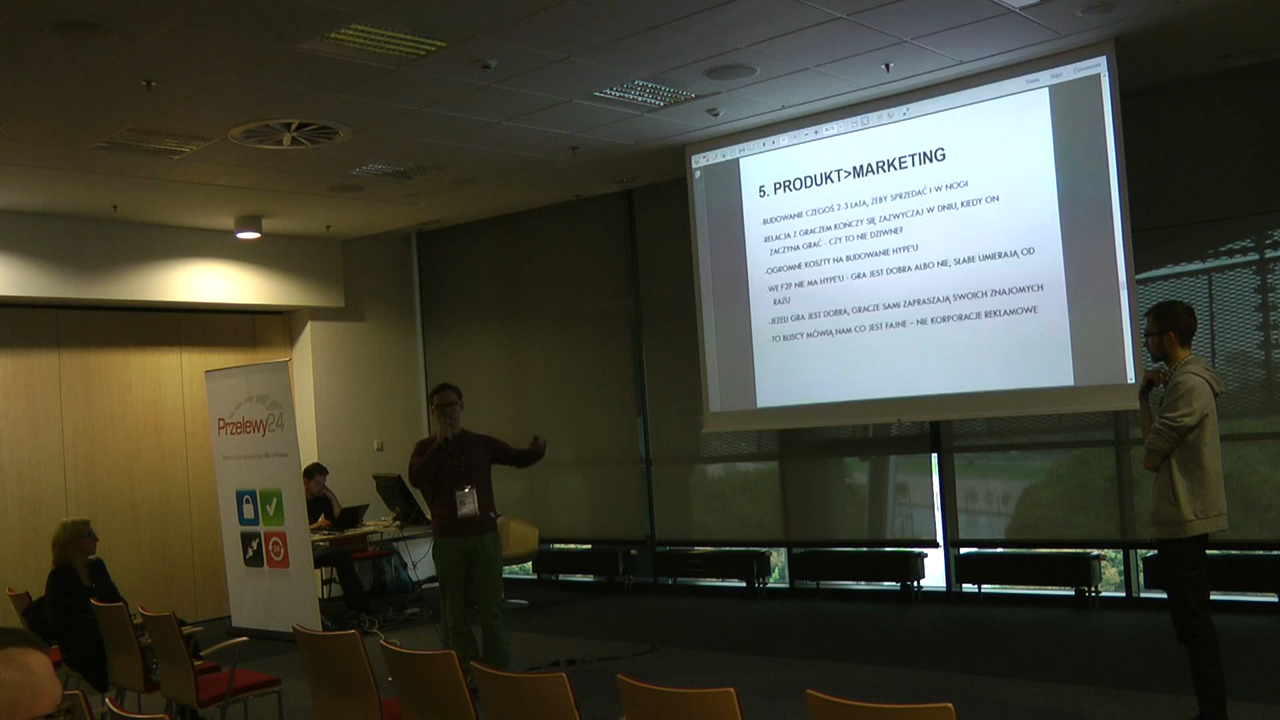 5. PRODUKT>MARKETING
-BUDOWANIE CZEGOŚ 2-3 LATA, ŻEBY SPRZEDAĆ I W NOGI
-RELACJA Z GRACZEM KOŃCZY SIĘ ZAZWYCZAJ W DNIU, KIEDY ON
ZACZYNA GRAĆ - CZY TO NIE DZIWNE?
-OGROMNE KOSZTY NA BUDOWANIE HYPE'U
-WE F2P NIE MA HYPE'U - GRA JEST DOBRA ALBO NIE, SŁABE UMIERAJĄ OD
RAZU
-JEŻELI GRA JEST DOBRA, GRACZE SAMI ZAPRASZAJĄ SWOICH ZNAJOMYCH
-TO BLISCY MÓWIĄ NAM CO JEST FAJNE – NIE KORPORACJE REKLAMOWE
Przelewy24
24